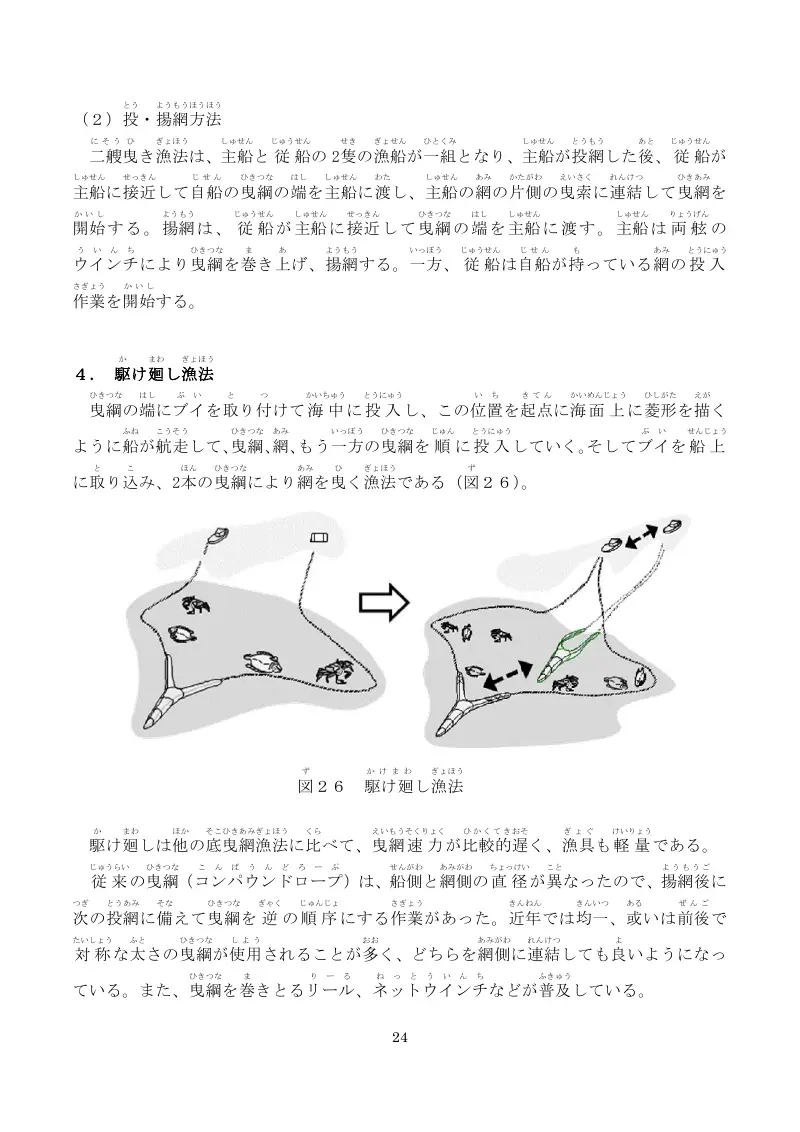 （２）投・揚網方法
二艘曳き漁法は、主船と従船の2隻の漁船が一組となり、主船が投網した後、従船が
主船に接近して自船の曳綱の端を主船に渡し、主船の網の片側の曳索に連結して曳網を
開始する。揚網は、従船が主船に接近して曳綱の端を主船に渡す。主船は両舷の
ウインチにより曳綱を巻き上げ、揚網する。一方、従船は自船が持っている網の投入
作業を開始する。
４．　駆け廻し漁法
曳綱の端にブイを取り付けて海中に投入し、この位置を起点に海面上に菱形を描く
ように船が航走して、曳綱、網、もう一方の曳綱を順に投入していく。そしてブイを船上
に取り込み、2本の曳綱により網を曳く漁法である（図２６）。
図２６　駆け廻し漁法
駆け廻しは他の底曳網漁法に比べて、曳網速力が比較的遅く、漁具も軽量である。
従来の曳綱（コンパウンドロープ）は、船側と網側の直径が異なったので、揚網後に
次の投網に備えて曳綱を逆の順序にする作業があった。近年では均一、或いは前後で
対称な太さの曳綱が使用されることが多く、どちらを網側に連結しても良いようになっ
ている。また、曳綱を巻きとるリール、ネットウインチなどが普及している。
24